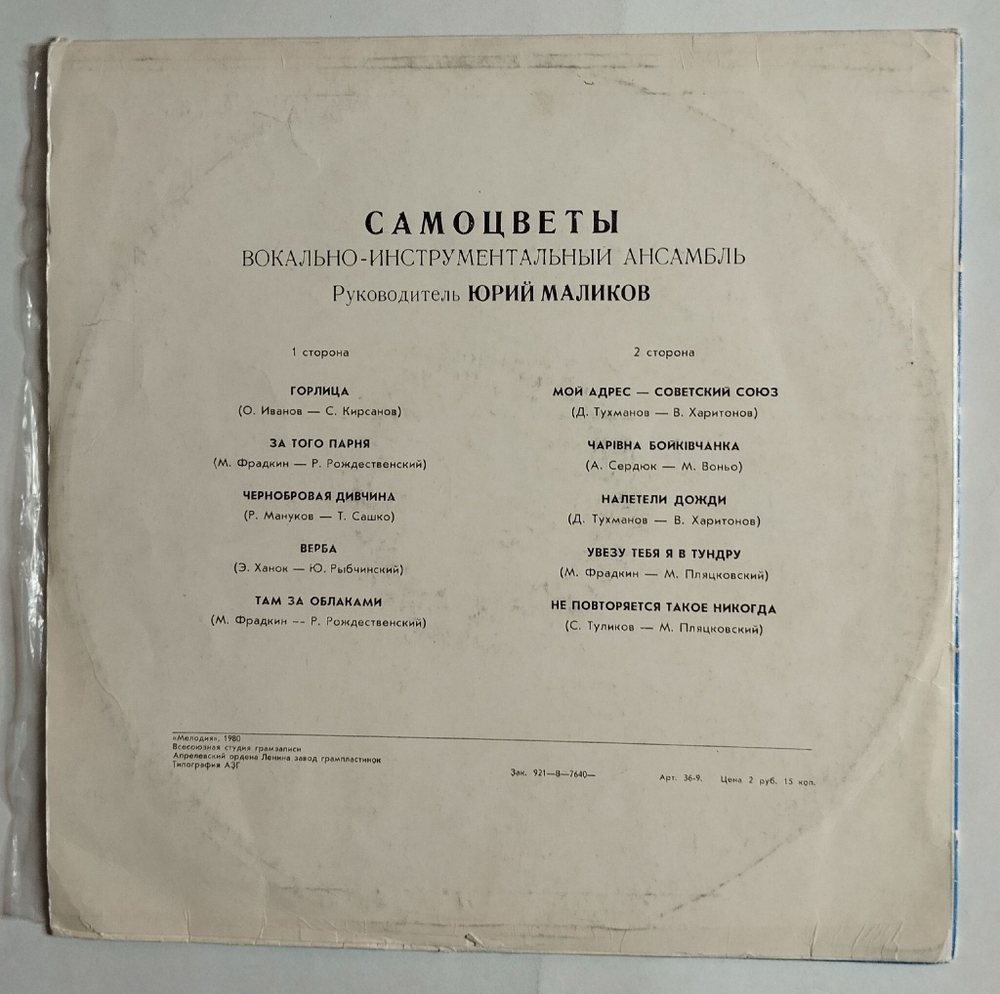 САМОЦВЕТЫ
ВОКАЛЬНО-ИНСТРУМЕНТАЛЬНЫЙ АНСАМБЛЬ
Руководитель ЮРИЙ МАЛИКОВ
1 сторона
ГОРЛИЦА
(О. Иванов — С. Кирсанов)
ЗА ТОГО ПАРНЯ
(М. Фрадкин — Р. Рождественский)
ЧЕРНОБРОВАЯ ДИВЧИНА
(Р. Мануков — Т. Сашко)
ВЕРБА
(Э. Ханок — Ю. Рыбчинский)
ТАМ ЗА ОБЛАКАМИ
(М. Фрадкин -- Р. Рождественский)
2 сторона
МОЙ АДРЕС — СОВЕТСКИЙ СОЮЗ
(Д. Тухманов — В. Харитонов)
ЧАРІВНА БОЙКІВЧАНКА
(А. Сердюк — М. Воньо)
НАЛЕТЕЛИ ДОЖДИ
(Д. Тухманов — В. Харитонов)
УВЕЗУ ТЕБЯ Я В ТУНДРУ
(М. Фрадкин — М. Пляцковский)
НЕ ПОВТОРЯЕТСЯ ТАКОЕ НИКОГДА
(С. Туликов — М. Пляцковский)
«Мелодия», 1980
Всесоюзная студия грамзаписи
Апрелевский ордена Ленина завод грампластинок
Типография АЗГ
Зак. 921—8—7640—
Арт. 36-9. Цена 2 руб. 15 коп.